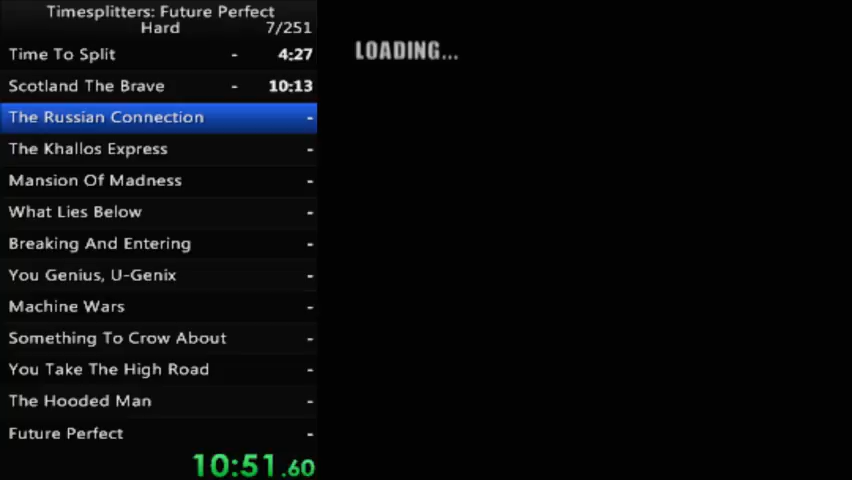 Timesplitters: Future Perfect
Hard 7/251
Time To Split - 4:27
Scotland The Brave - 10:13
The Russian Connection -
The Khallos Express -
Mansion Of Madness -
What Lies Below -
Breaking And Entering -
You Genius, U-Genix -
Machine Wars -
Something To Crow About -
You Take The High Road -
The Hooded Man -
Future Perfect -
10:51.60
LOADING...